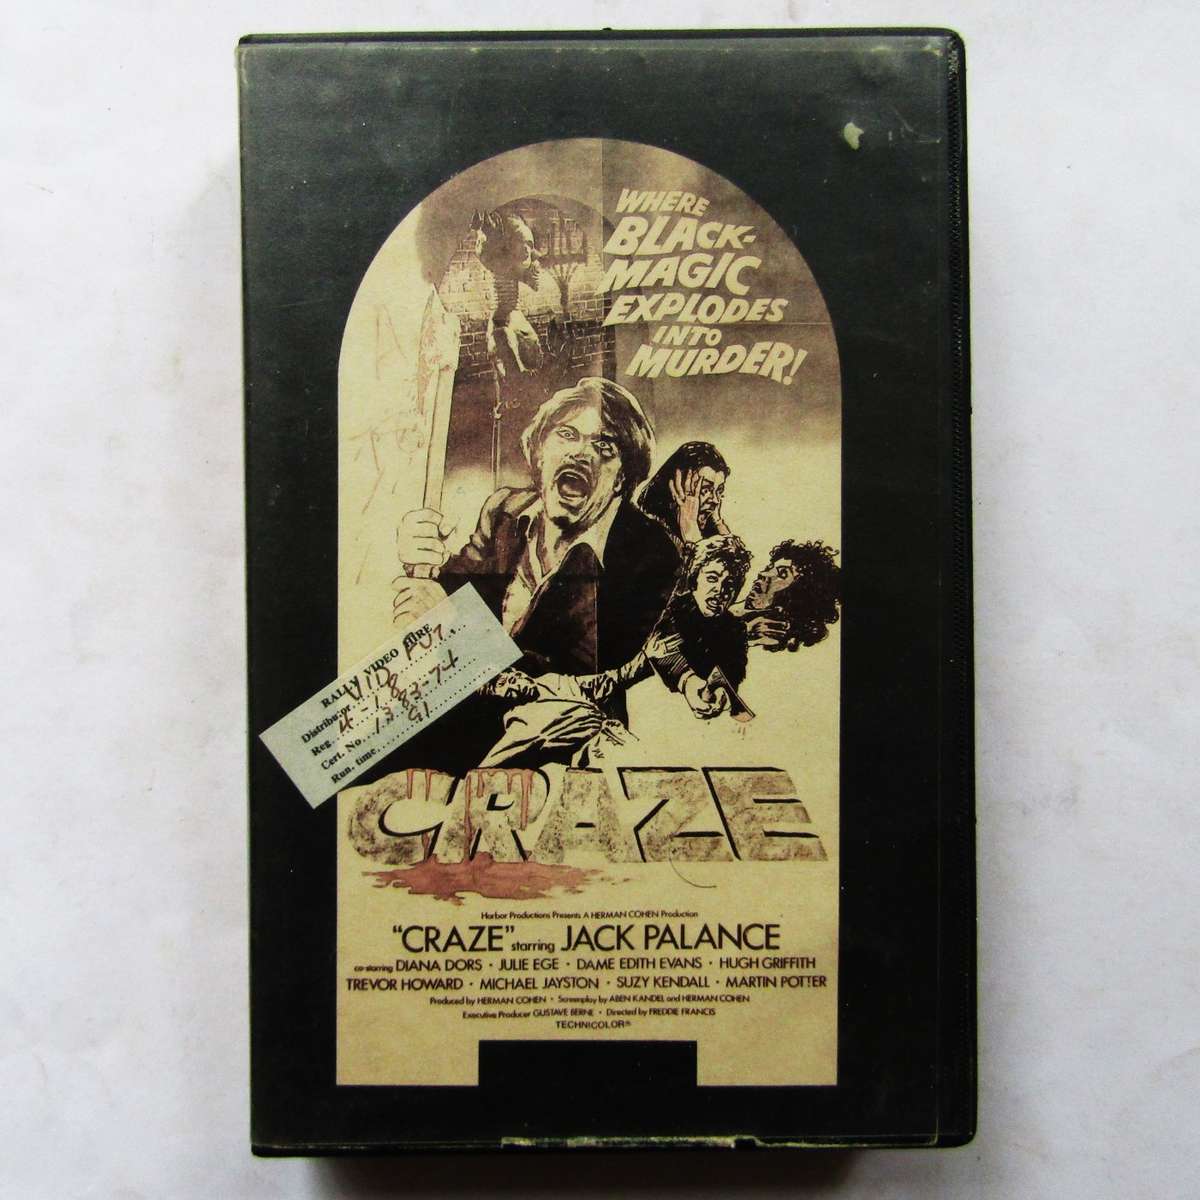 WHERE
BLACK-
MAGIC
EXPLODES
INTO
MURDER!
RALLY VIDEO HIRE
Distributor
Reg.
Cert. No.
Run. time
CRAZE
Harbor Productions Presents A HERMAN COHEN Production
"CRAZE" starring JACK PALANCE
co-starring DIANA DORS · JULIE EGE · DAME EDITH EVANS · HUGH GRIFFITH
TREVOR HOWARD · MICHAEL JAYSTON · SUZY KENDALL · MARTIN POTTER
Produced by HERMAN COHEN · Screenplay by ABEN KANDEL and HERMAN COHEN
Executive Producer GUSTAVE BERNE · Directed by FREDDIE FRANCIS
TECHNICOLOR®